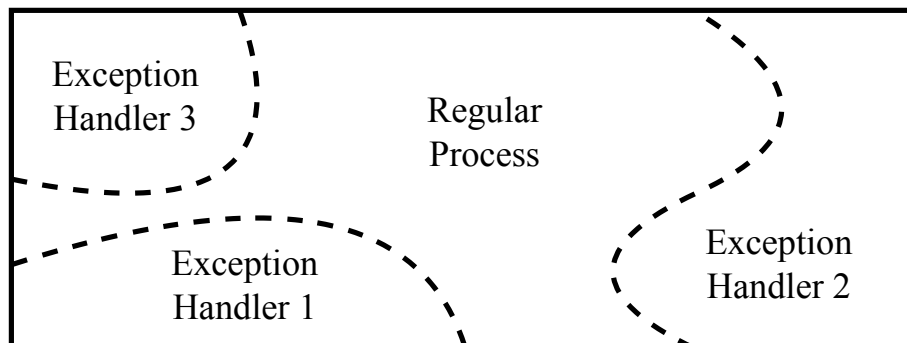 Exception
Handler 3
Regular
Process
Exception
Handler 1
Exception
Handler 2